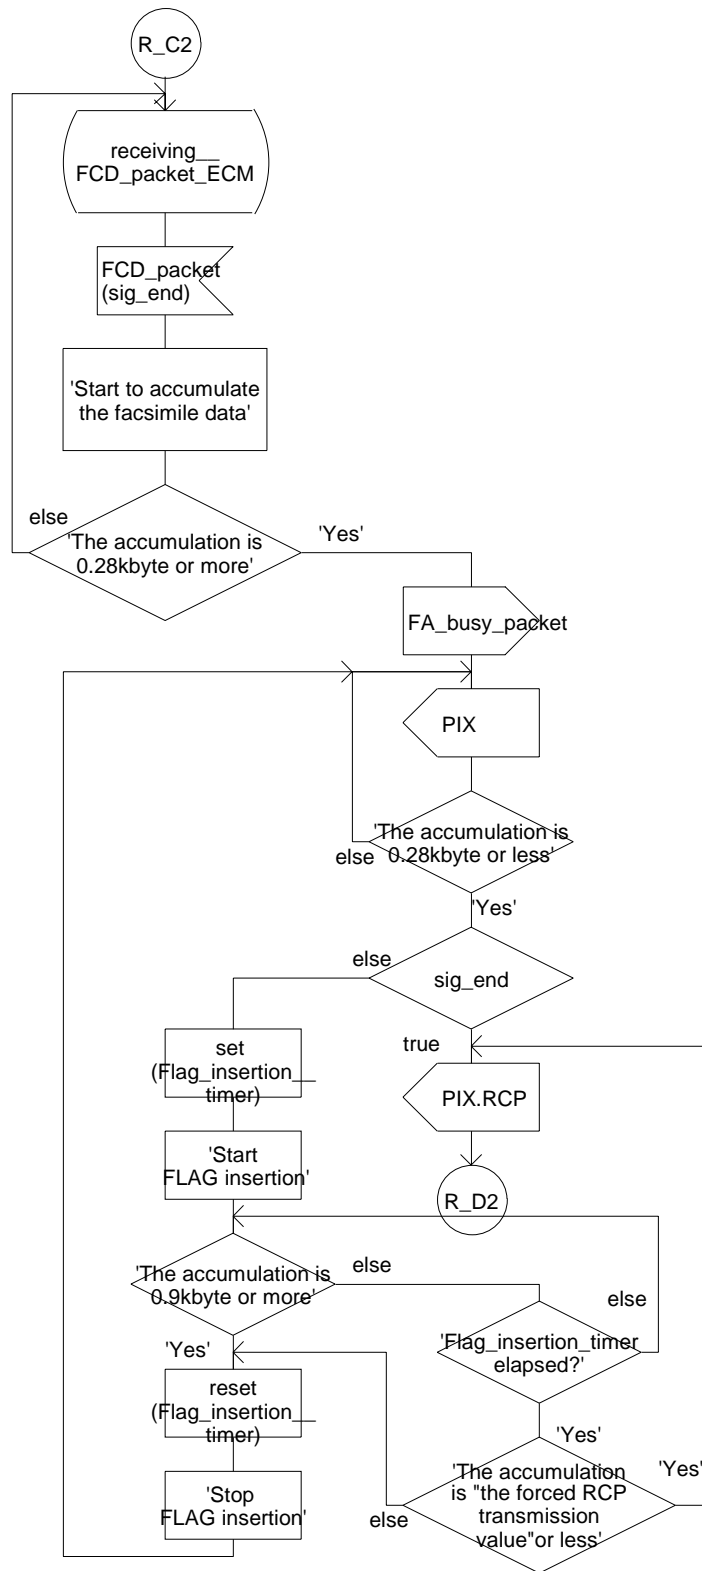 R_C2
receiving__
FCD_packet_ECM
FCD_packet
(sig_end)
'Start to accumulate
the facsimile data'
else
'Yes'
'The accumulation is
0.28kbyte or more'
FA_busy_packet
PIX
'The accumulation is
0.28kbyte or less'
else
'Yes'
else
sig_end
set
(Flag_insertion__
timer)
true
PIX.RCP
'Start
FLAG insertion'
R_D2
'The accumulation is
0.9kbyte or more'
else
else
'Flag_insertion_timer
elapsed?'
'Yes'
reset
(Flag_insertion__
timer)
'Yes'
'The accumulation
is "the forced RCP
transmission
value"or less'
'Yes'
else
'Stop
FLAG insertion'